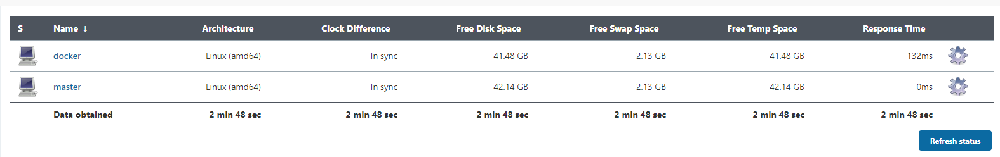 S Name ↓ Architecture Clock Difference Free Disk Space Free Swap Space Free Temp Space Response Time
docker Linux (amd64) In sync 41.48 GB 2.13 GB 41.48 GB 132ms
master Linux (amd64) In sync 42.14 GB 2.13 GB 42.14 GB 0ms
Data obtained 2 min 48 sec 2 min 48 sec 2 min 48 sec 2 min 48 sec 2 min 48 sec 2 min 48 sec
Refresh status